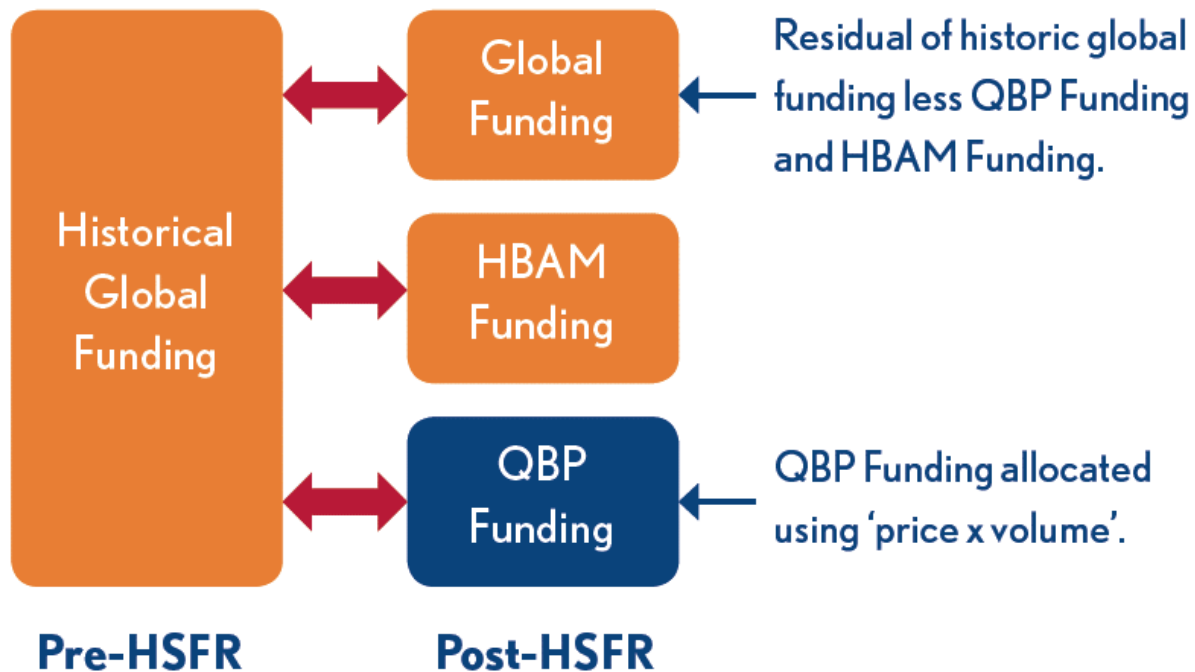 Historical
Global
Funding
Pre-HSFR
Global
Funding
HBAM
Funding
QBP
Funding
Post-HSFR
Residual of historic global
funding less QBP Funding
and HBAM Funding.
QBP Funding allocated
using ‘price x volume’.